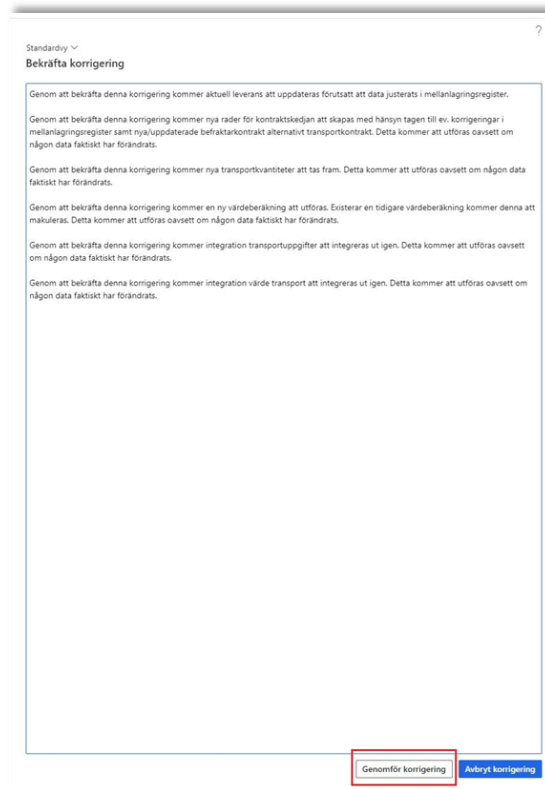 ?
Standardvy
Bekräfta korrigering
Genom att bekräfta denna korrigering kommer aktuell leverans att uppdateras förutsatt att data justerats i mellanlagringsregister.
Genom att bekräfta denna korrigering kommer nya rader för kontraktskedjan att skapas med hänsyn tagen till ev. korrigeringar i
mellanlagringsregister samt nya/uppdaterade befraktarkontrakt alternativt transportkontrakt. Detta kommer att utföras oavsett om
någon data faktiskt har förändrats.
Genom att bekräfta denna korrigering kommer nya transportkvantiteter att tas fram. Detta kommer att utföras oavsett om någon data
faktiskt har förändrats.
Genom att bekräfta denna korrigering kommer en ny värdeberäkning att utföras. Existerar en tidigare värdeberäkning kommer denna att
makuleras. Detta kommer att utföras oavsett om någon data faktiskt har förändrats.
Genom att bekräfta denna korrigering kommer integration transportuppgifter att integreras ut igen. Detta kommer att utföras oavsett
om någon data faktiskt har förändrats.
Genom att bekräfta denna korrigering kommer integration värde transport att integreras ut igen. Detta kommer att utföras oavsett om
någon data faktiskt har förändrats.
Genomför korrigering Avbryt korrigering